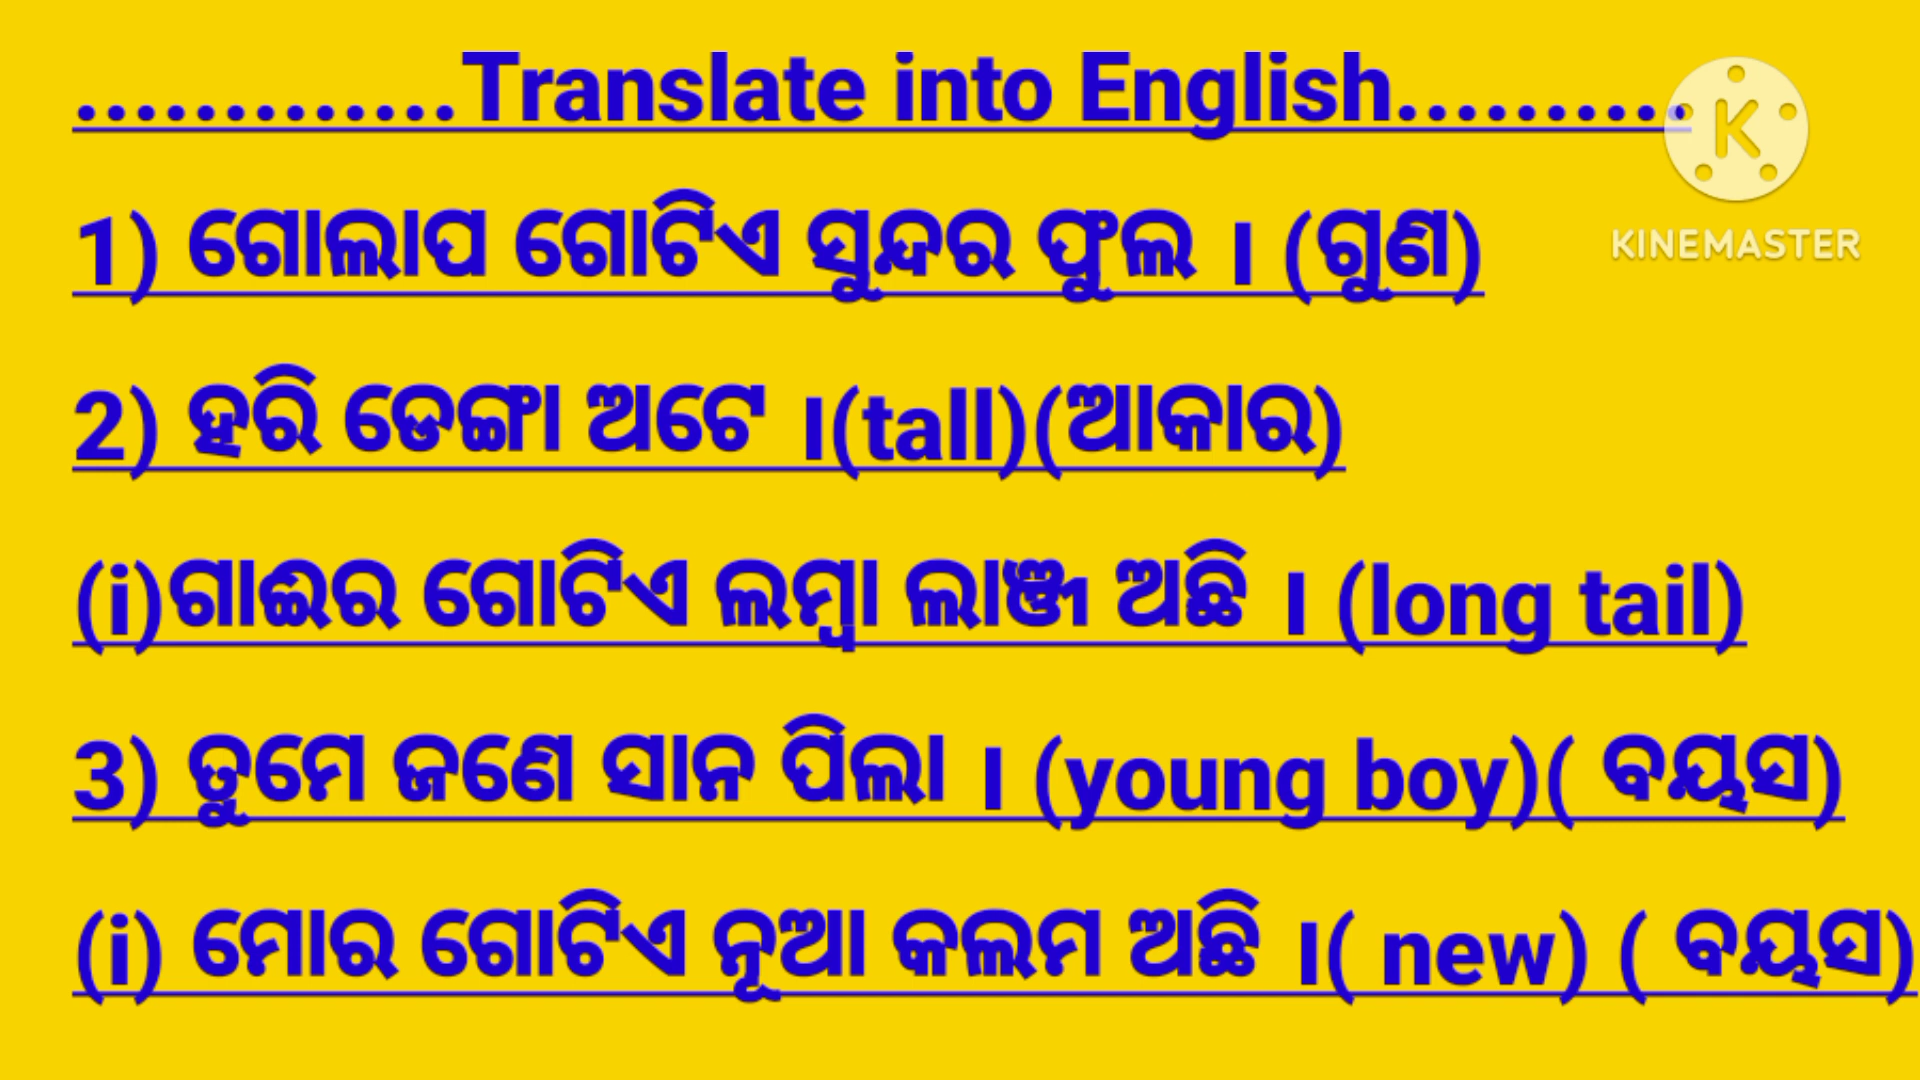 .............Translate into English..........
KINEMASTER
1) ଗୋଲାପ ଗୋଟିଏ ସୁନ୍ଦର ଫୁଲ । (ଗୁଣ)
2) ହରି ଡେଙ୍ଗା ଅଟେ ।(tall)(ଆକାର)
(i)ଗାଈର ଗୋଟିଏ ଲମ୍ବା ଲାଞ୍ଜ ଅଛି । (long tail)
3) ତୁମେ ଜଣେ ସାନ ପିଲା । (young boy)( ବୟସ)
(i) ମୋର ଗୋଟିଏ ନୂଆ କଲମ ଅଛି ।( new) ( ବୟସ)